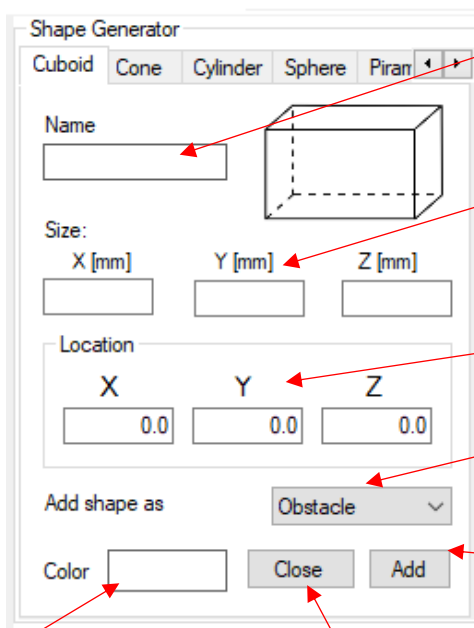 Shape Generator
Cuboid Cone Cylinder Sphere Piram
Name
Size:
X [mm] Y [mm] Z [mm]
Location
X Y Z
0.0 0.0 0.0
Add shape as Obstacle
Color Close Add